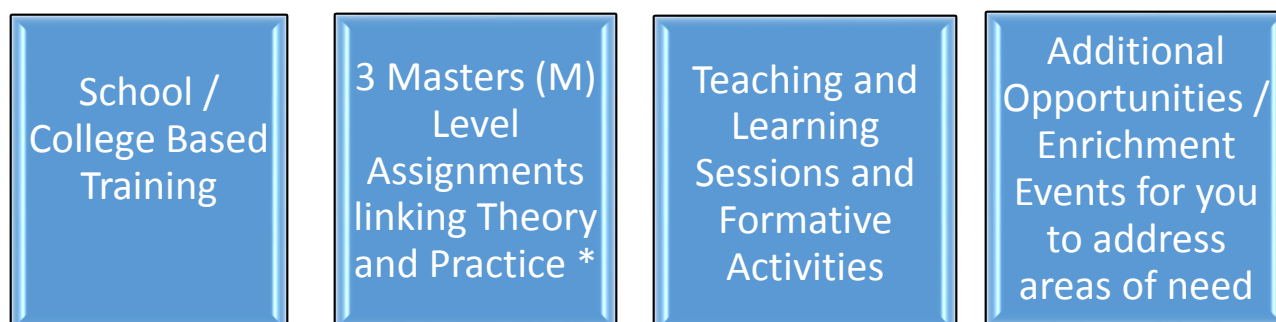 School /
College Based
Training
3 Masters (M)
Level
Assignments
linking Theory
and Practice *
Teaching and
Learning
Sessions and
Formative
Activities
Additional
Opportunities /
Enrichment
Events for you
to address
areas of need